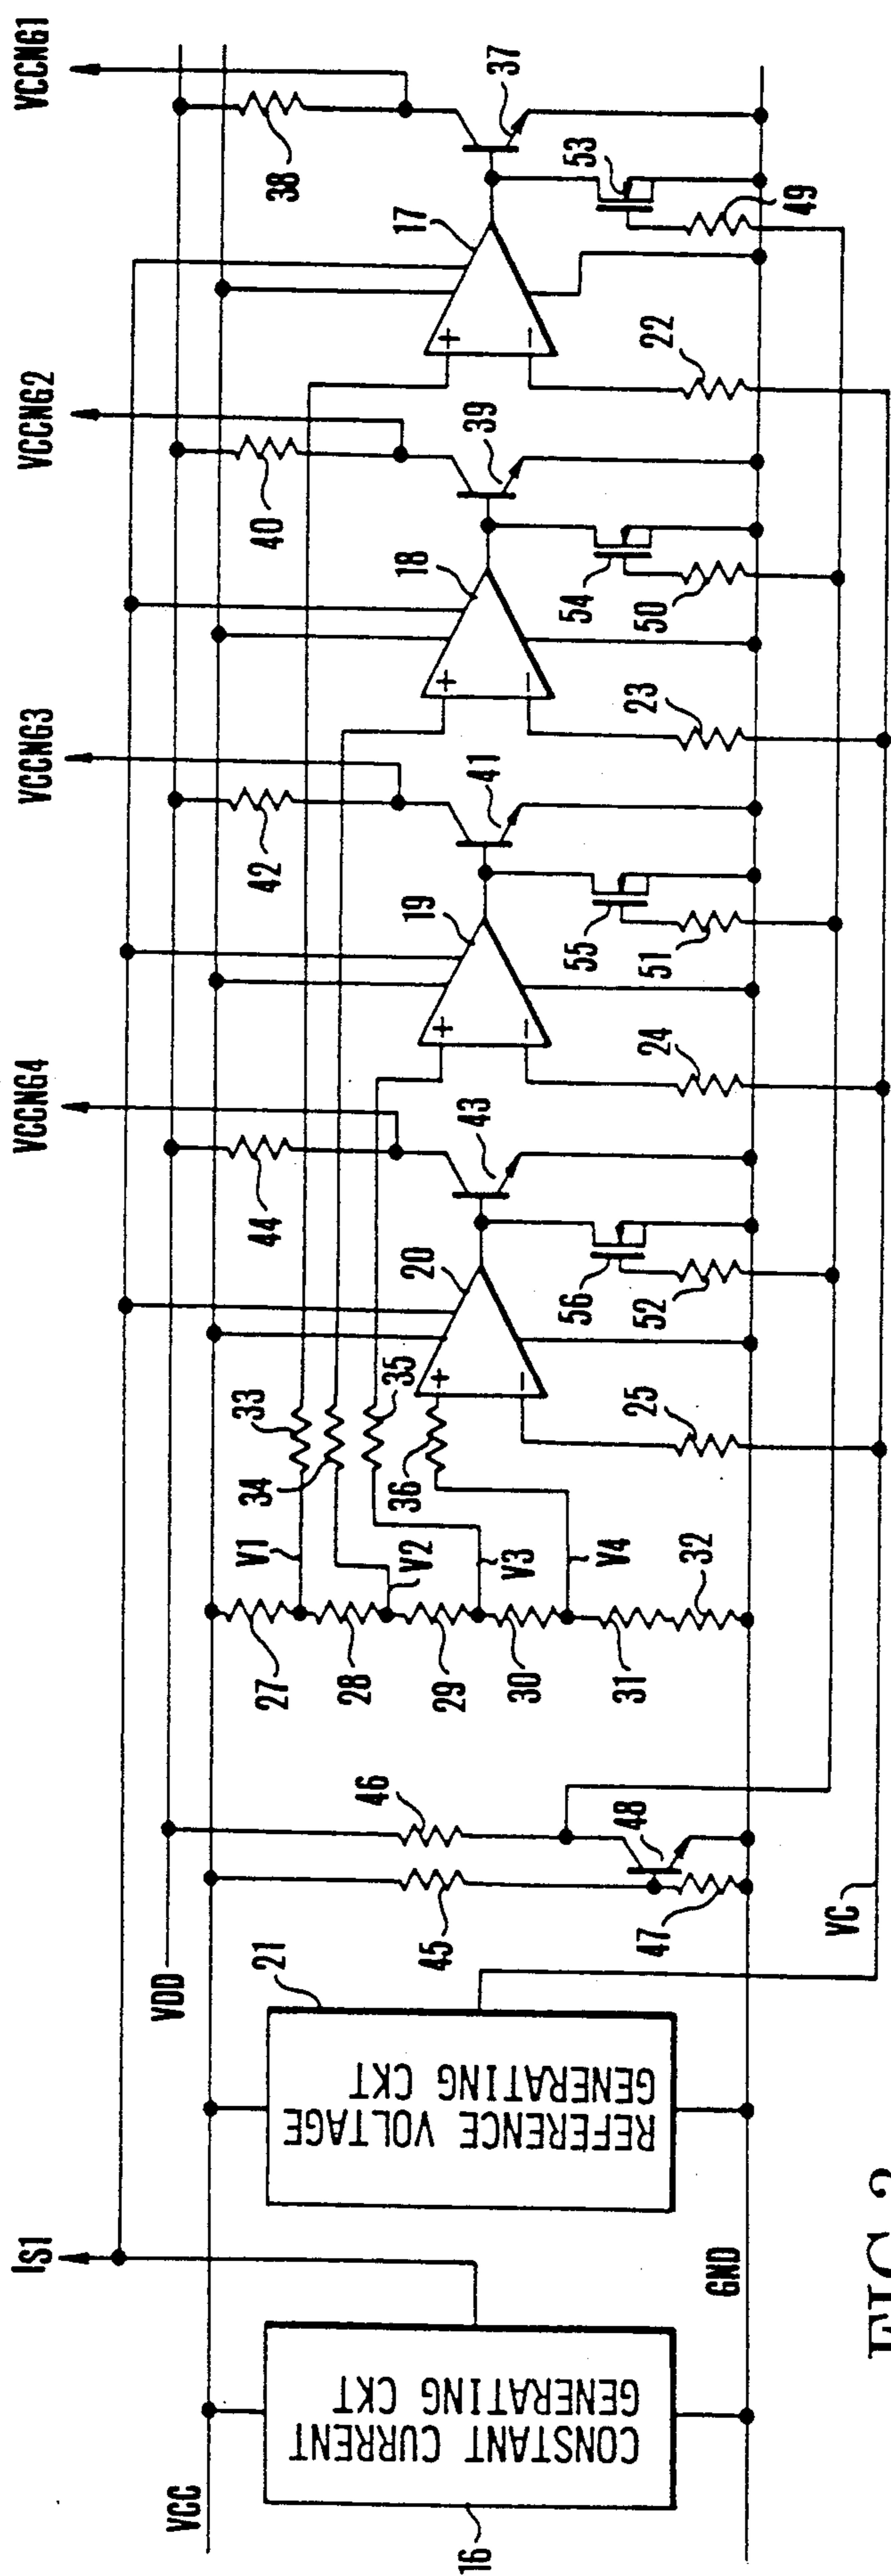 IS1
VCCNG4
VCCNG3
VCCNG2
VCCNG1
VDD
VCC
44
42
40
38
16
CONSTANT CURRENT
GENERATING CKT
21
REFERENCE VOLTAGE
GENERATING CKT
45
46
47
48
27
28
29
30
31
32
V1
V2
V3
V4
33
34
35
36
20
19
18
17
+
−
+
−
+
−
+
−
43
41
39
37
56
55
54
53
25
52
24
51
23
50
22
49
GND
VC